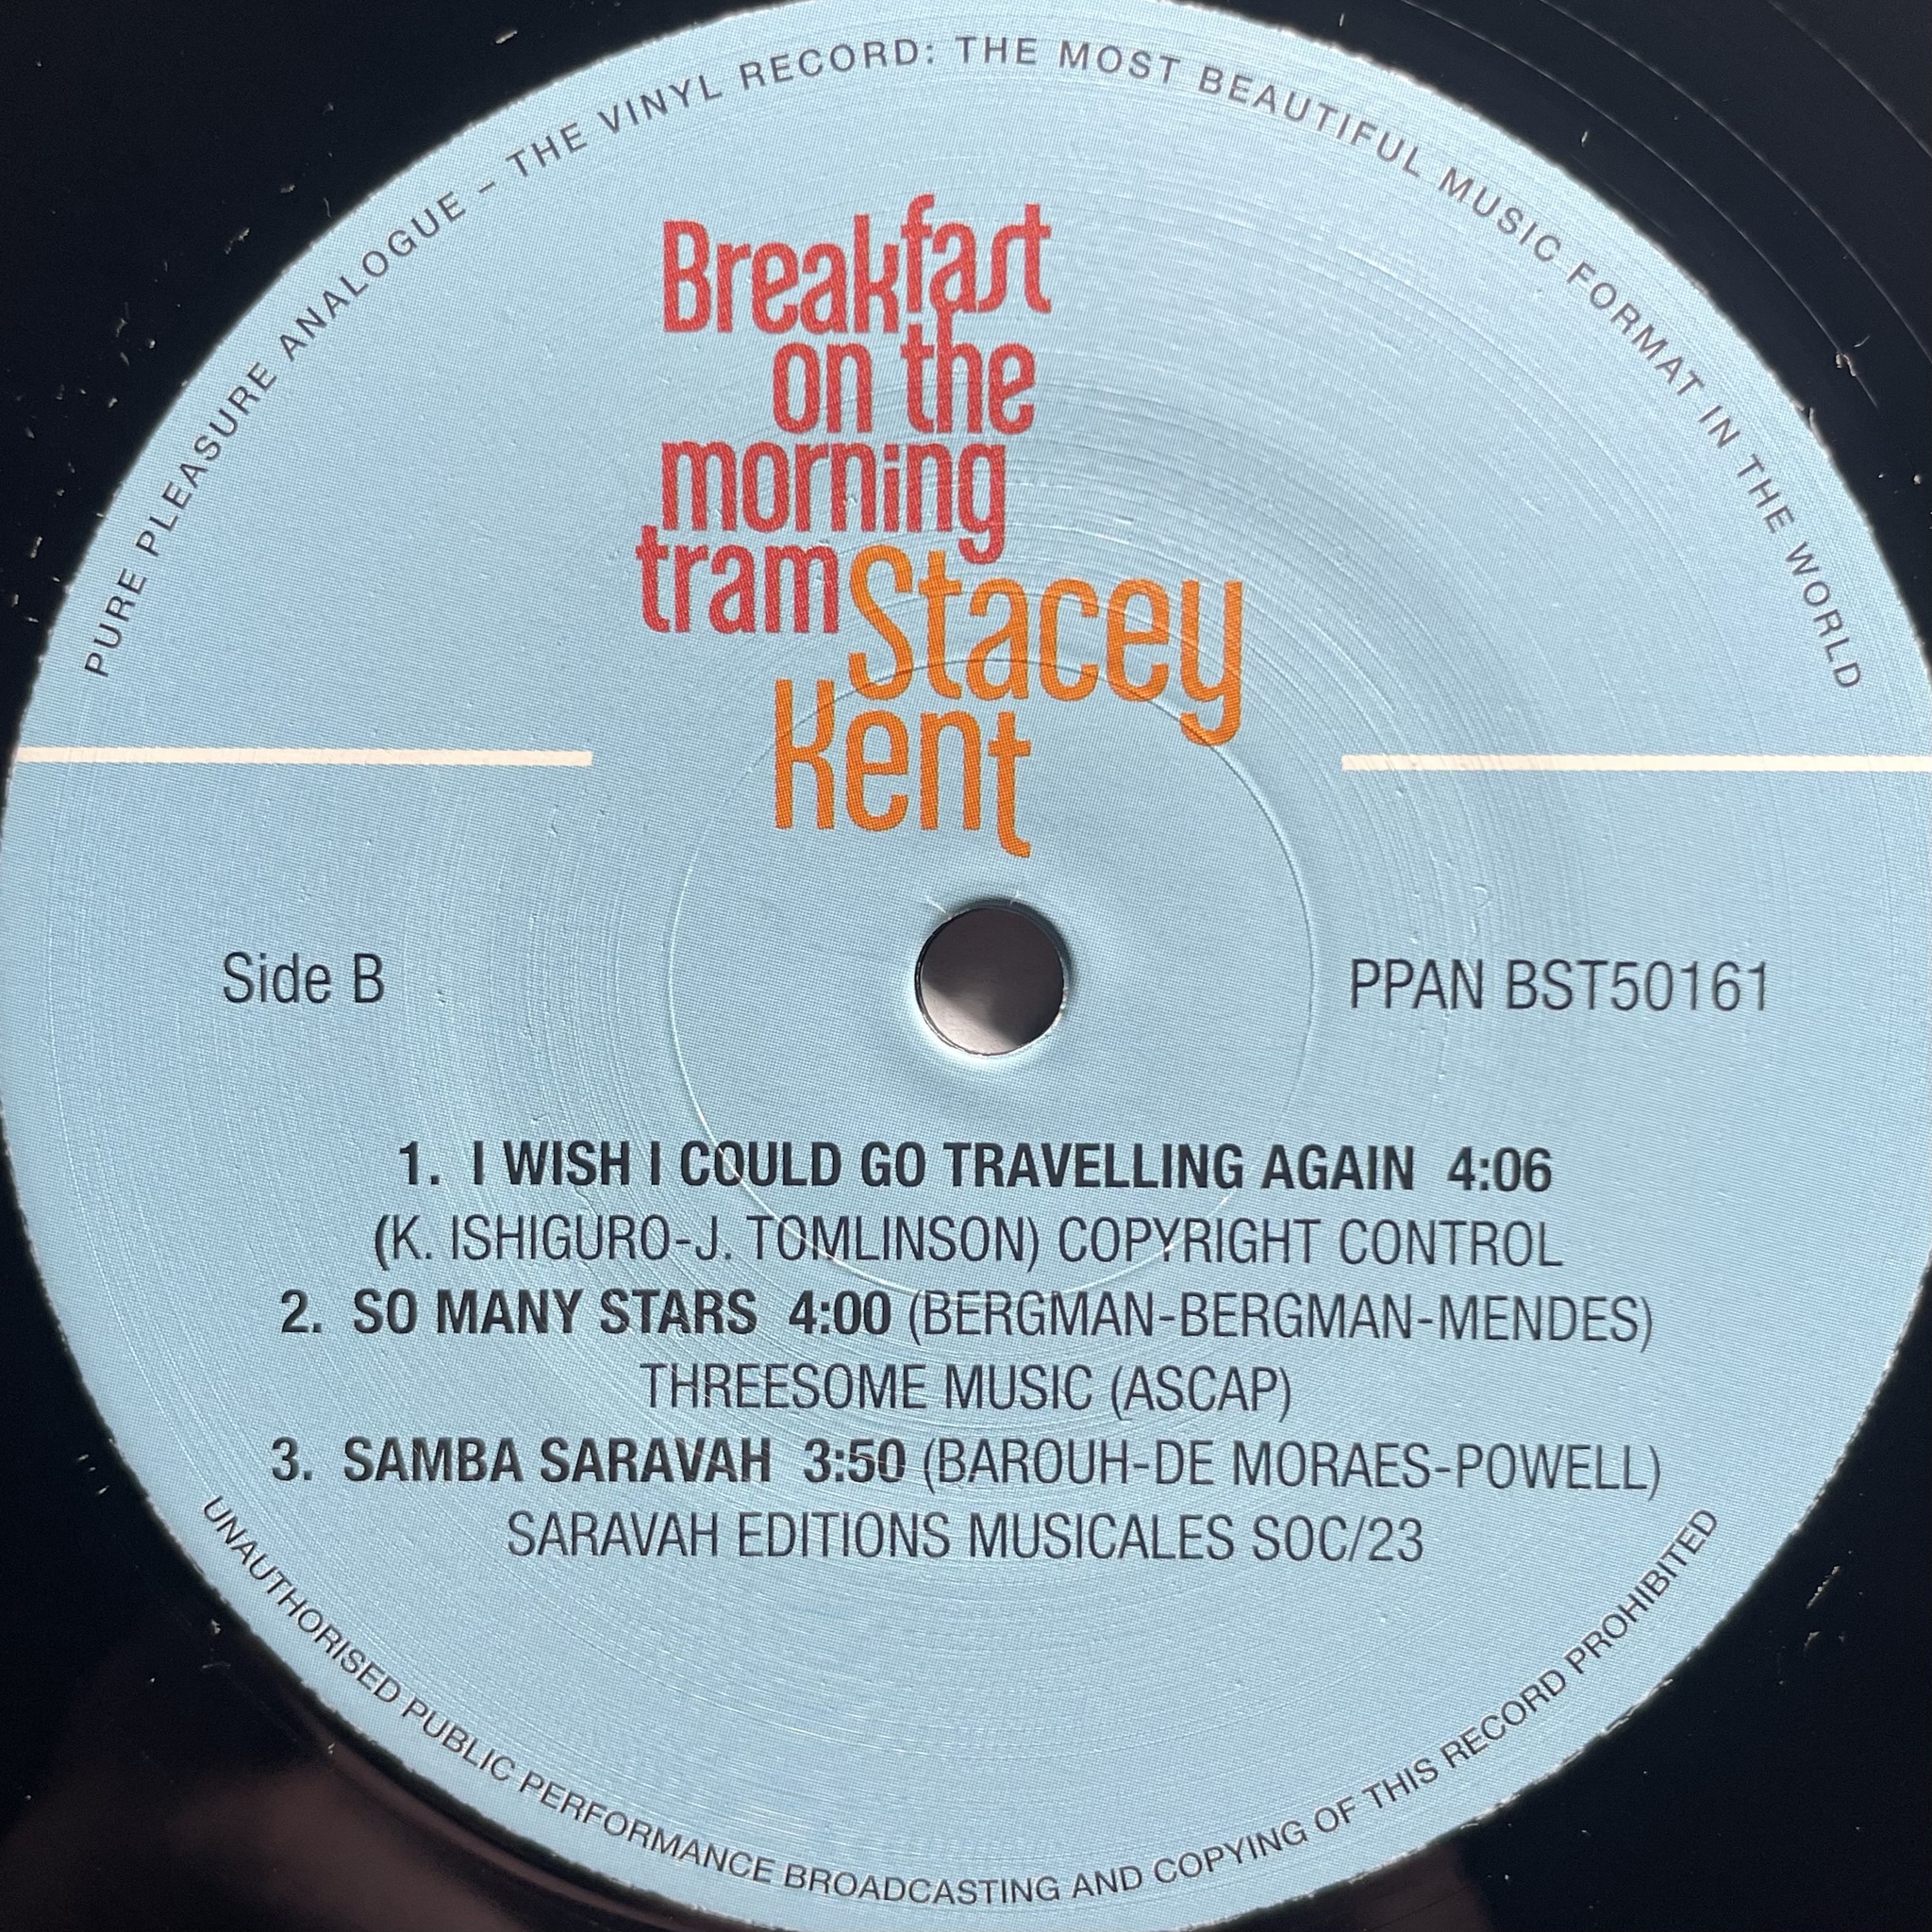 PURE PLEASURE ANALOGUE – THE VINYL RECORD: THE MOST BEAUTIFUL MUSIC FORMAT IN THE WORLD
Breakfast
on the
morning
tram Stacey
Kent
Side B
PPAN BST50161
1. I WISH I COULD GO TRAVELLING AGAIN 4:06
(K. ISHIGURO-J. TOMLINSON) COPYRIGHT CONTROL
2. SO MANY STARS 4:00 (BERGMAN-BERGMAN-MENDES)
THREESOME MUSIC (ASCAP)
3. SAMBA SARAVAH 3:50 (BAROUH-DE MORAES-POWELL)
SARAVAH EDITIONS MUSICALES SOC/23
UNAUTHORISED PUBLIC PERFORMANCE BROADCASTING AND COPYING OF THIS RECORD PROHIBITED